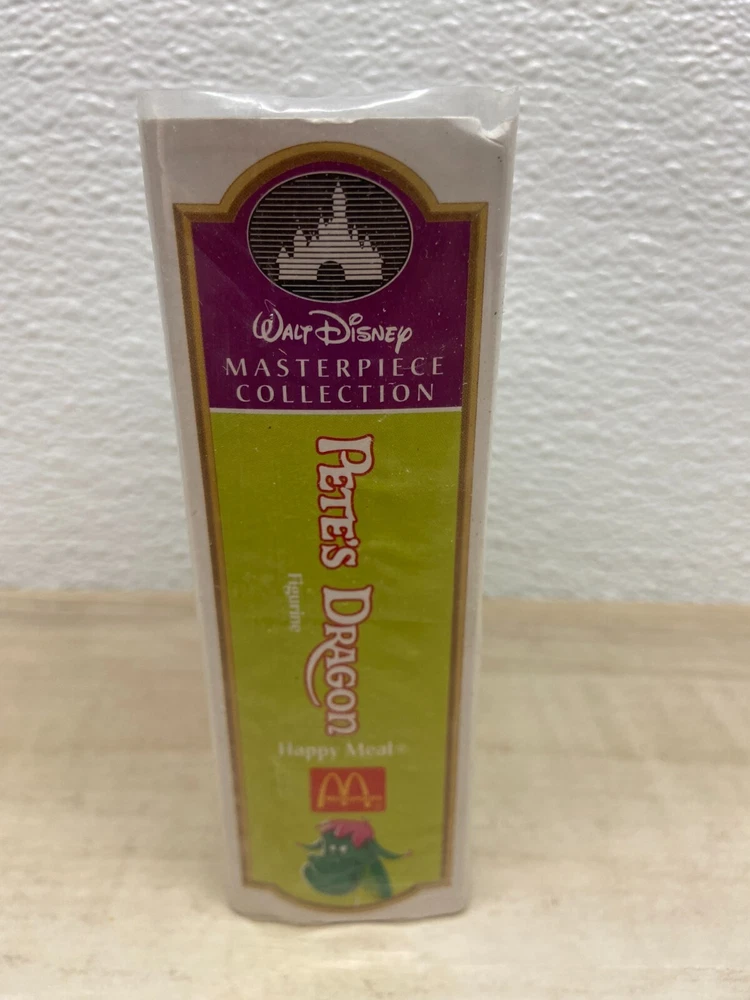 WALT DISNEY
MASTERPIECE
COLLECTION
PETE'S DRAGON
Figurine
Happy Meal®